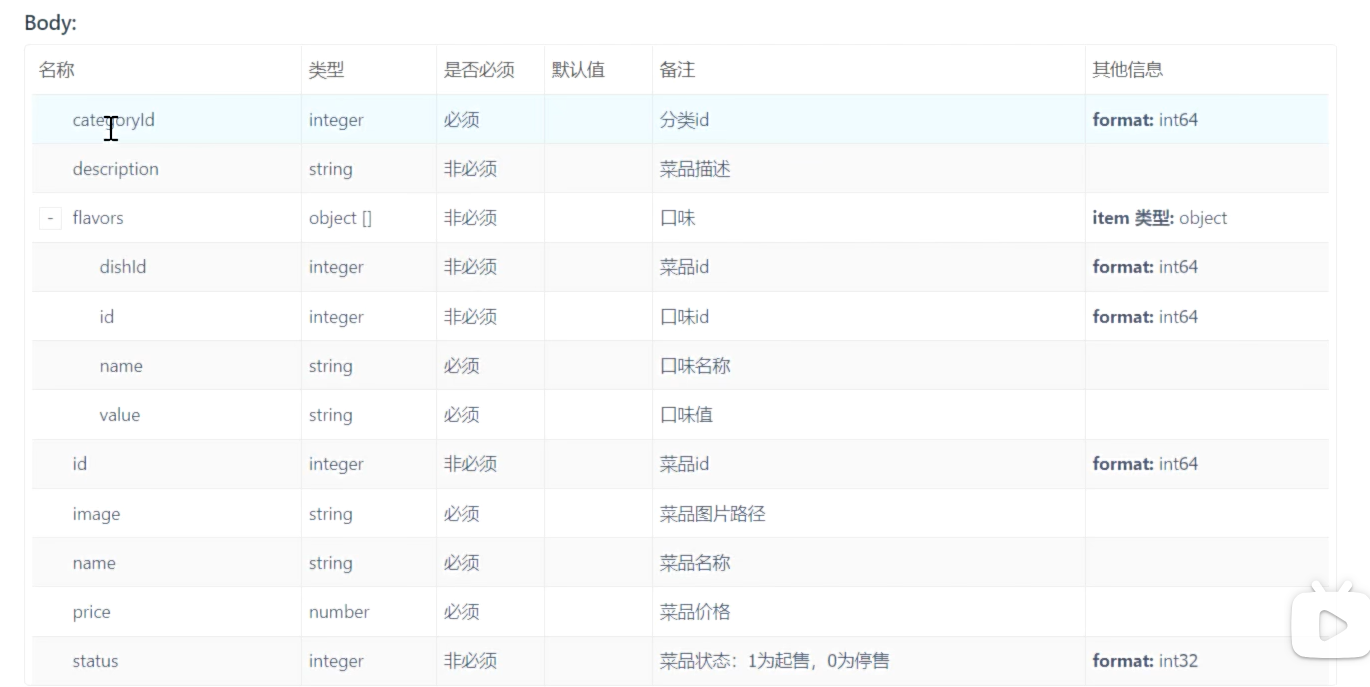 Body:
名称 类型 是否必须 默认值 备注 其他信息
categoryId integer 必须 分类id format: int64
description string 非必须 菜品描述
- flavors object [] 非必须 口味 item 类型: object
dishId integer 非必须 菜品id format: int64
id integer 非必须 口味id format: int64
name string 必须 口味名称
value string 必须 口味值
id integer 非必须 菜品id format: int64
image string 必须 菜品图片路径
name string 必须 菜品名称
price number 必须 菜品价格
status integer 非必须 菜品状态：1为起售，0为停售 format: int32